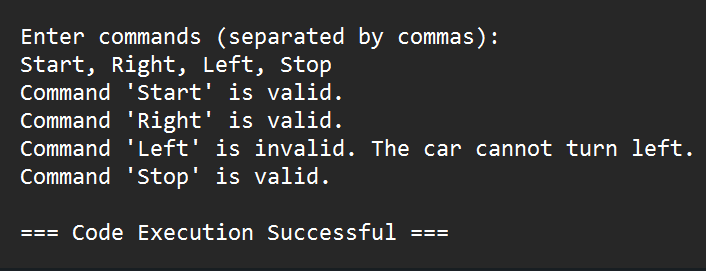 Enter commands (separated by commas):
Start, Right, Left, Stop
Command 'Start' is valid.
Command 'Right' is valid.
Command 'Left' is invalid. The car cannot turn left.
Command 'Stop' is valid.
=== Code Execution Successful ===